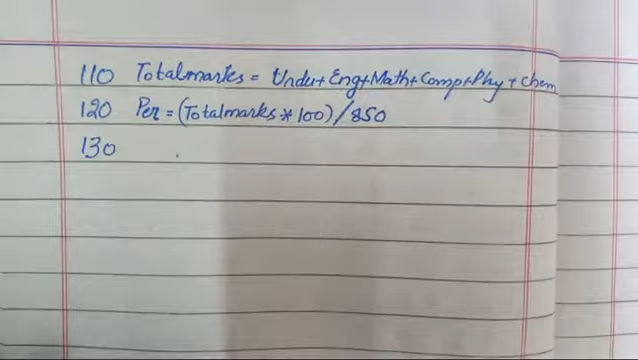 110 Totalmarks = Urdu+Eng+Math+Comp+Phy+chem
120 Per = (Totalmarks * 100) / 850
130